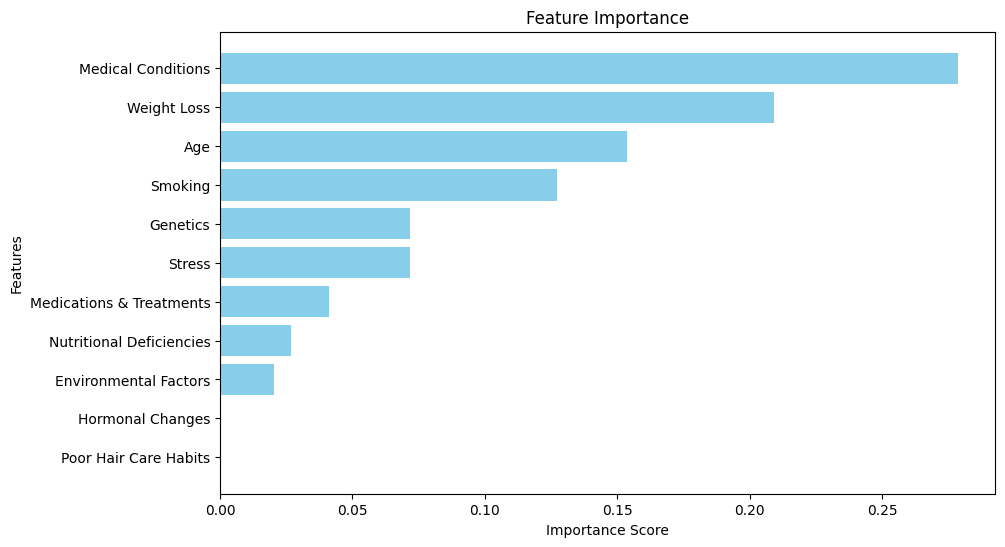 Feature Importance
Features
Medical Conditions
Weight Loss
Age
Smoking
Genetics
Stress
Medications & Treatments
Nutritional Deficiencies
Environmental Factors
Hormonal Changes
Poor Hair Care Habits
0.00 0.05 0.10 0.15 0.20 0.25
Importance Score